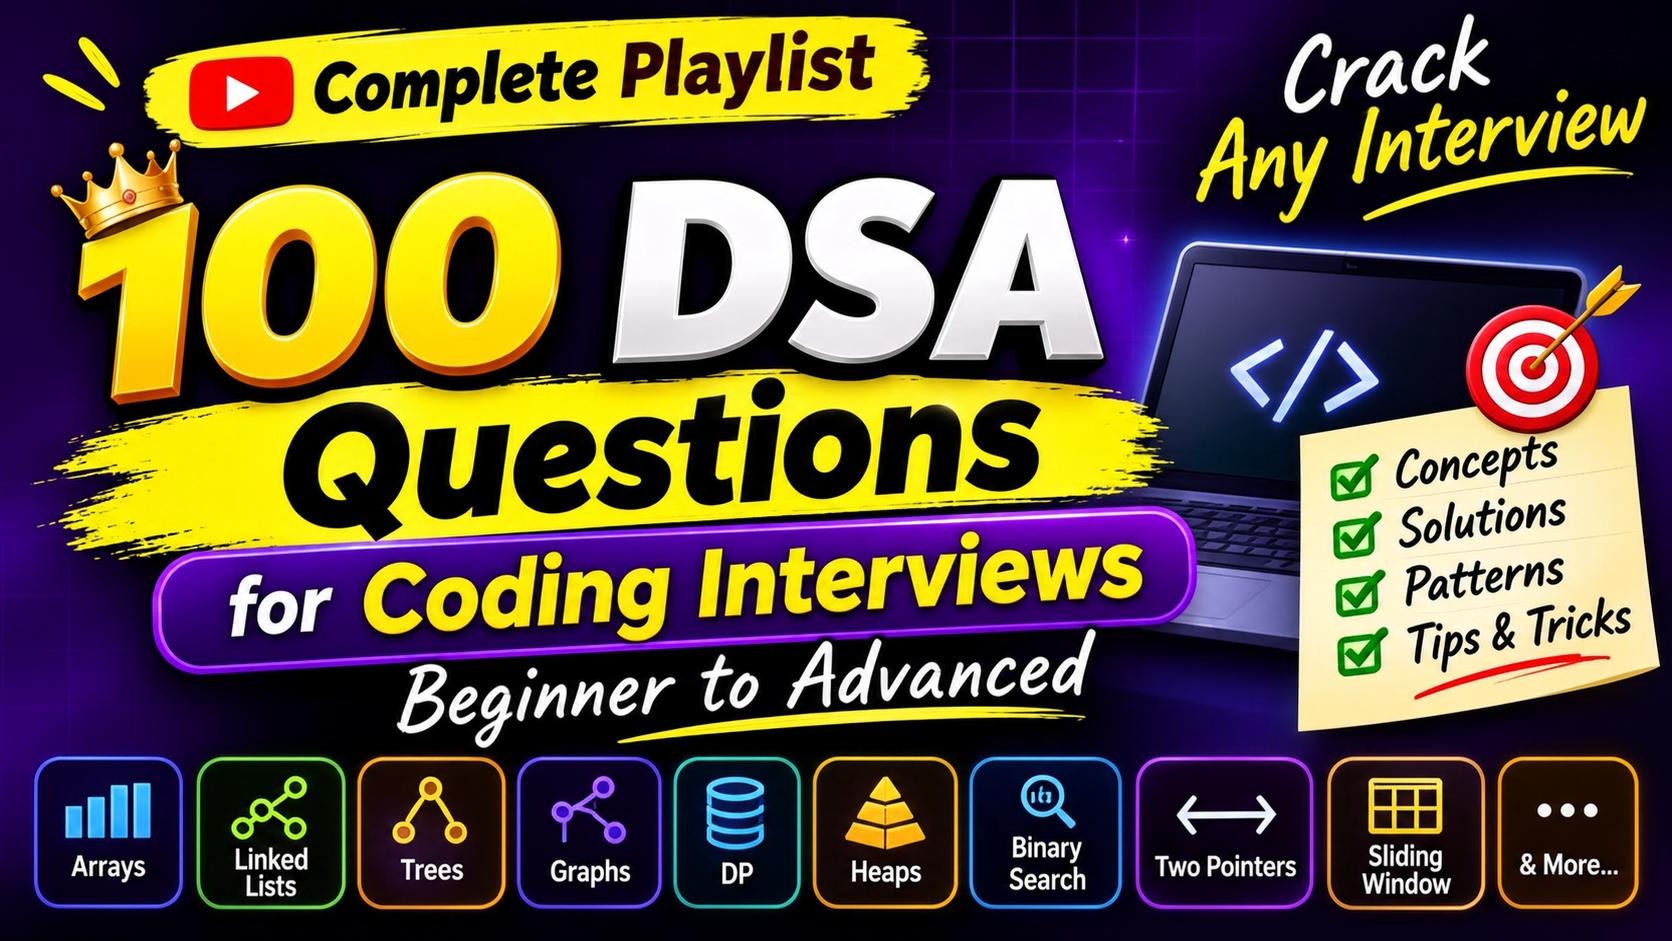 Complete Playlist
Crack
Any Interview
100 DSA
Questions
for Coding Interviews
Beginner to Advanced
</>
Concepts
Solutions
Patterns
Tips & Tricks
Arrays
Linked
Lists
Trees
Graphs
DP
Heaps
Binary
Search
Two Pointers
Sliding
Window
& More...